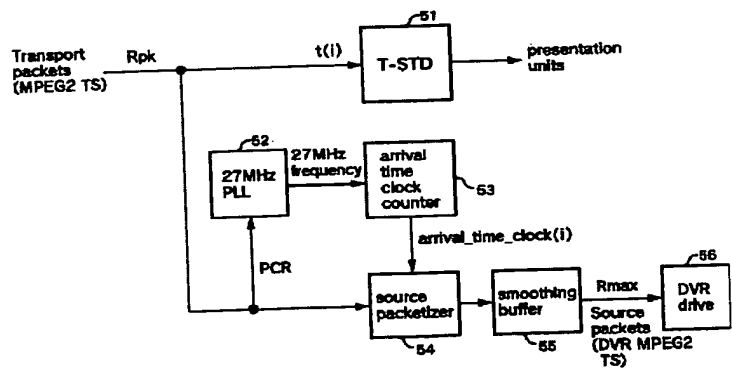 51
Transport
packets
(MPEG2 TS)
Rpk
t(i)
T-STD
presentation
units
52
27MHz
PLL
27MHz
frequency
arrival
time
clock
counter
53
arrival_time_clock(i)
PCR
source
packetizer
54
smoothing
buffer
55
Rmax
Source
packets
(DVR MPEG2
TS)
56
DVR
drive